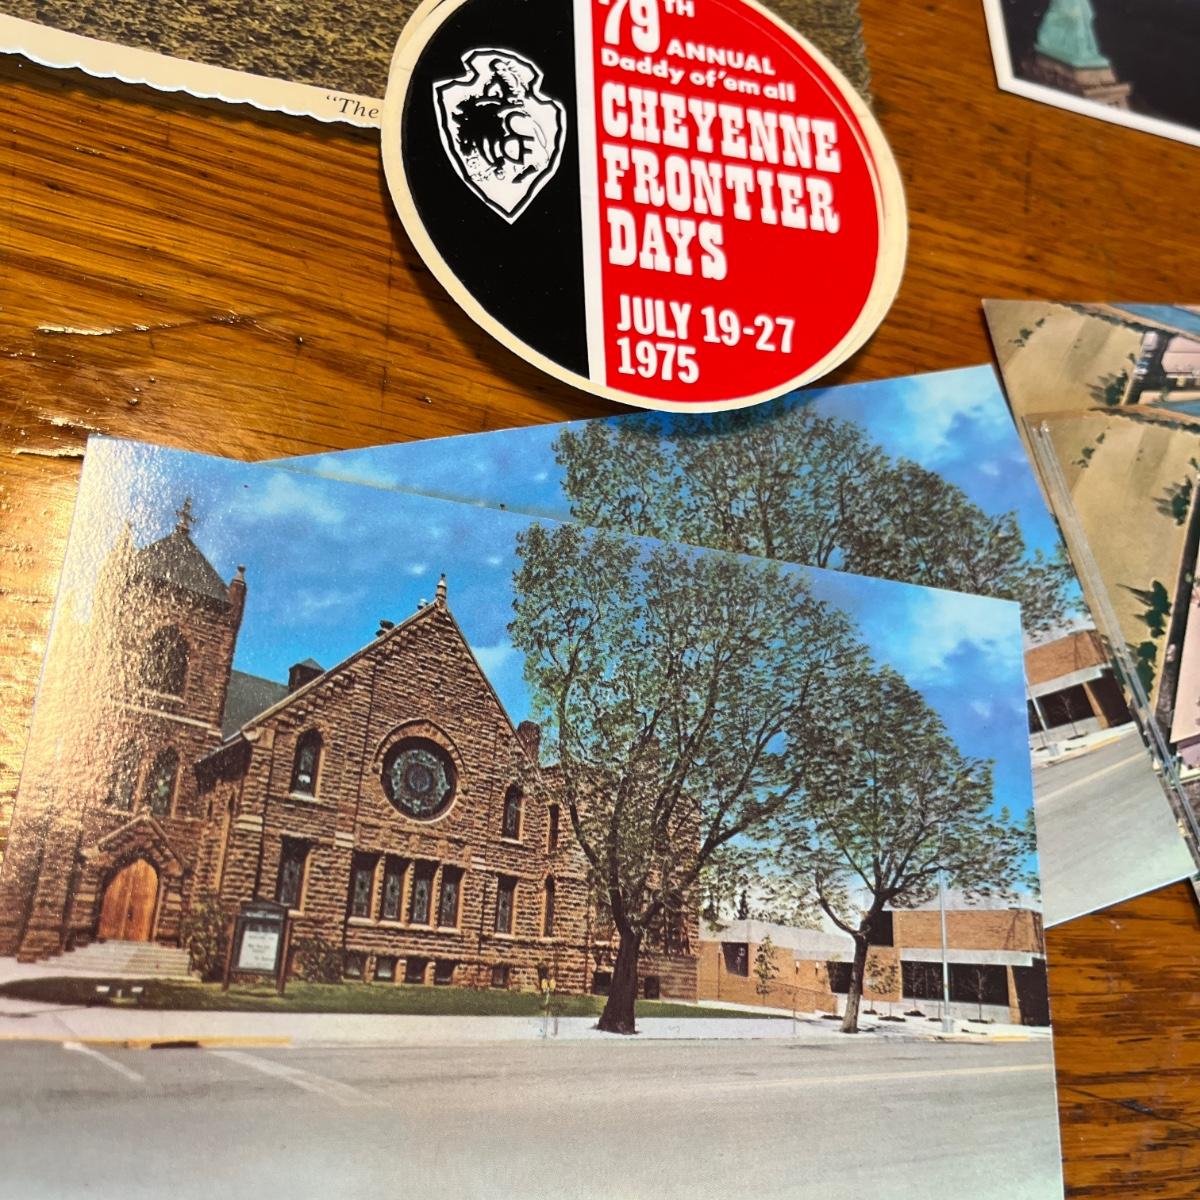 "The
79TH
ANNUAL
Daddy of'em all
CHEYENNE
FRONTIER
DAYS
JULY 19-27
1975